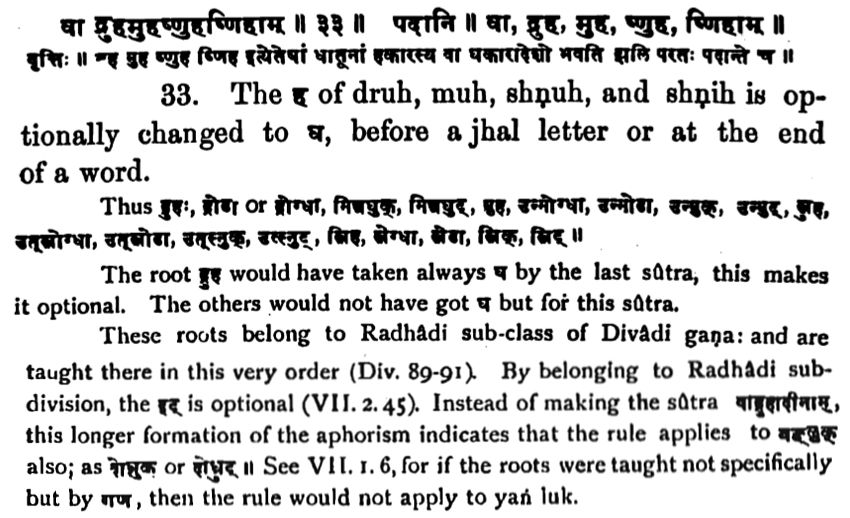 वा द्रुहमुहष्णुहष्णिहाम् ॥ ३३ ॥ पदानि ॥ वा, द्रुह, मुह, ष्णुह, ष्णिहाम् ॥
वृत्तिः ॥ द्रुह मुह ष्णुह ष्णिह इत्येतेषां धातूनां हकारस्य वा घकारादेशो भवति झलि परतः पदान्ते च ॥
33. The ह of druh, muh, shṇuh, and shṇih is op-
tionally changed to घ, before a jhal letter or at the end
of a word.
Thus द्रुहः, द्रोढा or द्रोग्धा, मित्रध्रुक्, मित्रध्रुट्, मुह, उन्मोग्धा, उन्मोढा, उन्मुक्, उन्मुट्,
उत्स्नोग्धा, उत्स्नोढा, उत्स्नुक्, उत्स्नुट्, स्निह, स्नेग्धा, स्नेढा, स्निक्, स्निट् ॥
The root द्रुह would have taken always घ by the last sûtra, this makes
it optional. The others would not have got घ but for this sûtra.
These roots belong to Radhâdi sub-class of Divâdi gaṇa: and are
taught there in this very order (Div. 89-91). By belonging to Radhâdi sub-
division, the इट् is optional (VII. 2. 45). Instead of making the sûtra वाद्रुहादीनाम्,
this longer formation of the aphorism indicates that the rule applies to यङ्लुक्
also; as or ॥ See VII. 1. 6, for if the roots were taught not specifically
but by गण, then the rule would not apply to yaṅ luk.